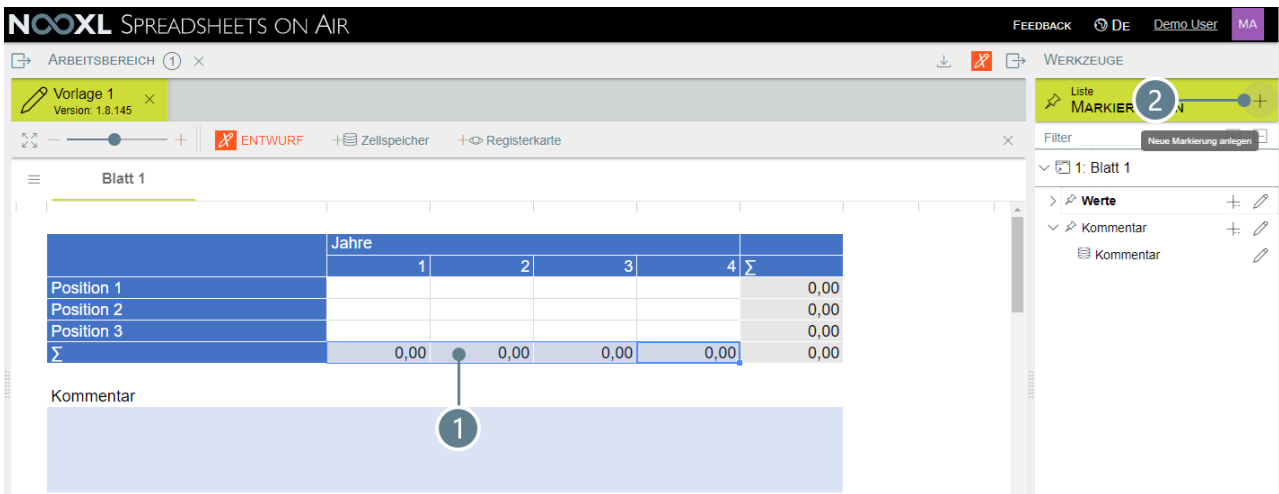 NOOXL SPREADSHEETS ON AIR
FEEDBACK DE Demo User MA
ARBEITSBEREICH 1
WERKZEUGE
Vorlage 1
Version: 1.8.145
Liste
2
ENTWURF
Zellspeicher
Registerkarte
Filter
Neue Markierung anlegen
Blatt 1
1: Blatt 1
Werte
Kommentar
Kommentar
Jahre
1 2 3 4 ∑
Position 1 0,00
Position 2 0,00
Position 3 0,00
∑ 0,00 0,00 0,00 0,00 0,00
Kommentar
1